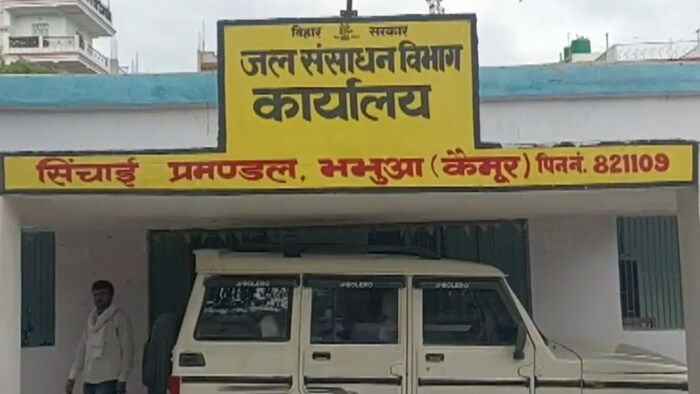 बिहार सरकार
जल संसाधन विभाग
कार्यालय
सिंचाई प्रमण्डल, भभुआ (कैमूर) पिन नं. 821109
BOLERO BOLERO BOLERO